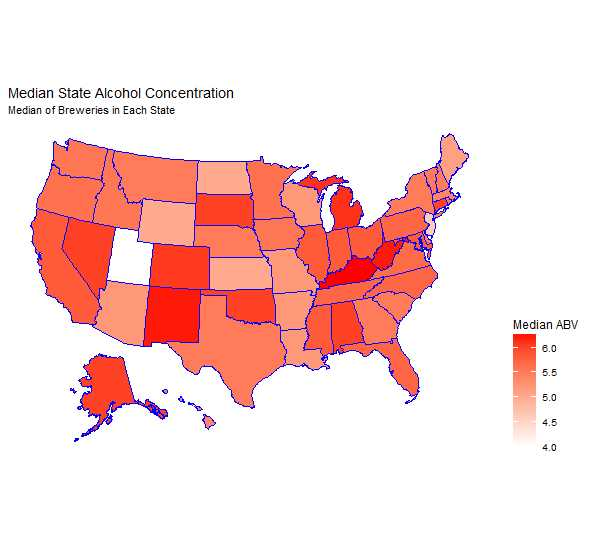 Median State Alcohol Concentration
Median of Breweries in Each State
Median ABV
6.0
5.5
5.0
4.5
4.0